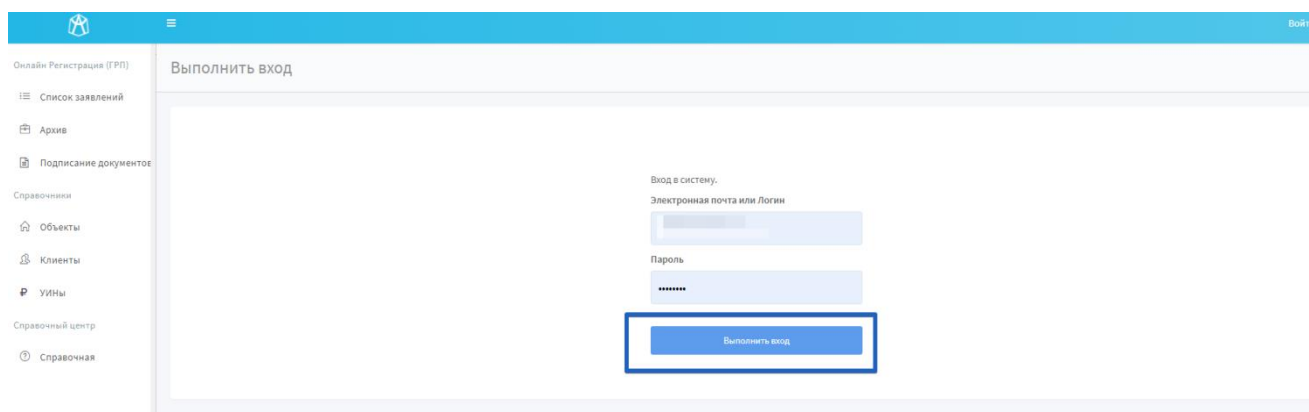 Войт
Онлайн Регистрация (ГРП)
Список заявлений
Архив
Подписание документов
Справочники
Объекты
Клиенты
УИНы
Справочный центр
Справочная
Выполнить вход
Вход в систему.
Электронная почта или Логин
Пароль
Выполнить вход